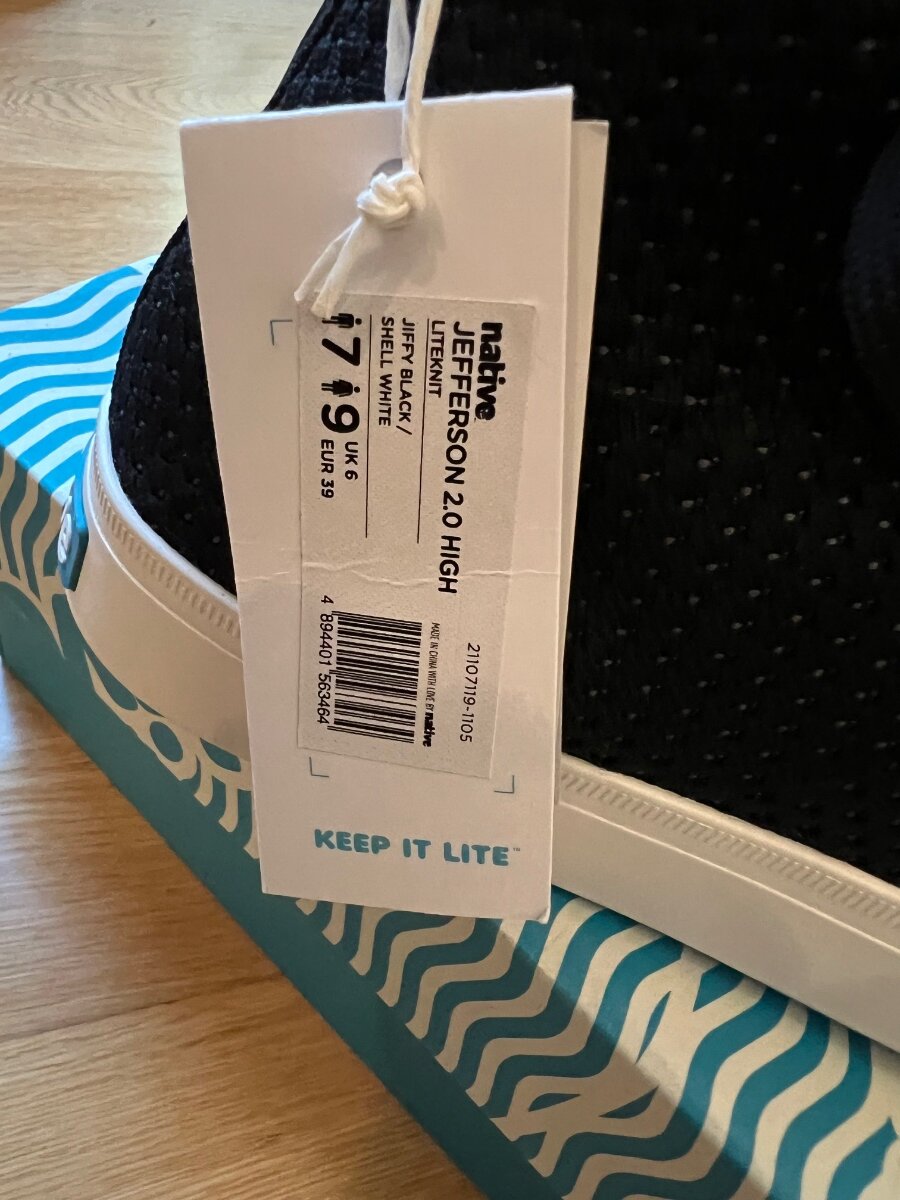 native
JEFFERSON 2.0 HIGH
LITEKNIT
JIFFY BLACK /
SHELL WHITE
7 9 UK 6
EUR 39
21107119-1105
MADE IN CHINA WITH LOVE BY native
4 894401 563464
KEEP IT LITE™